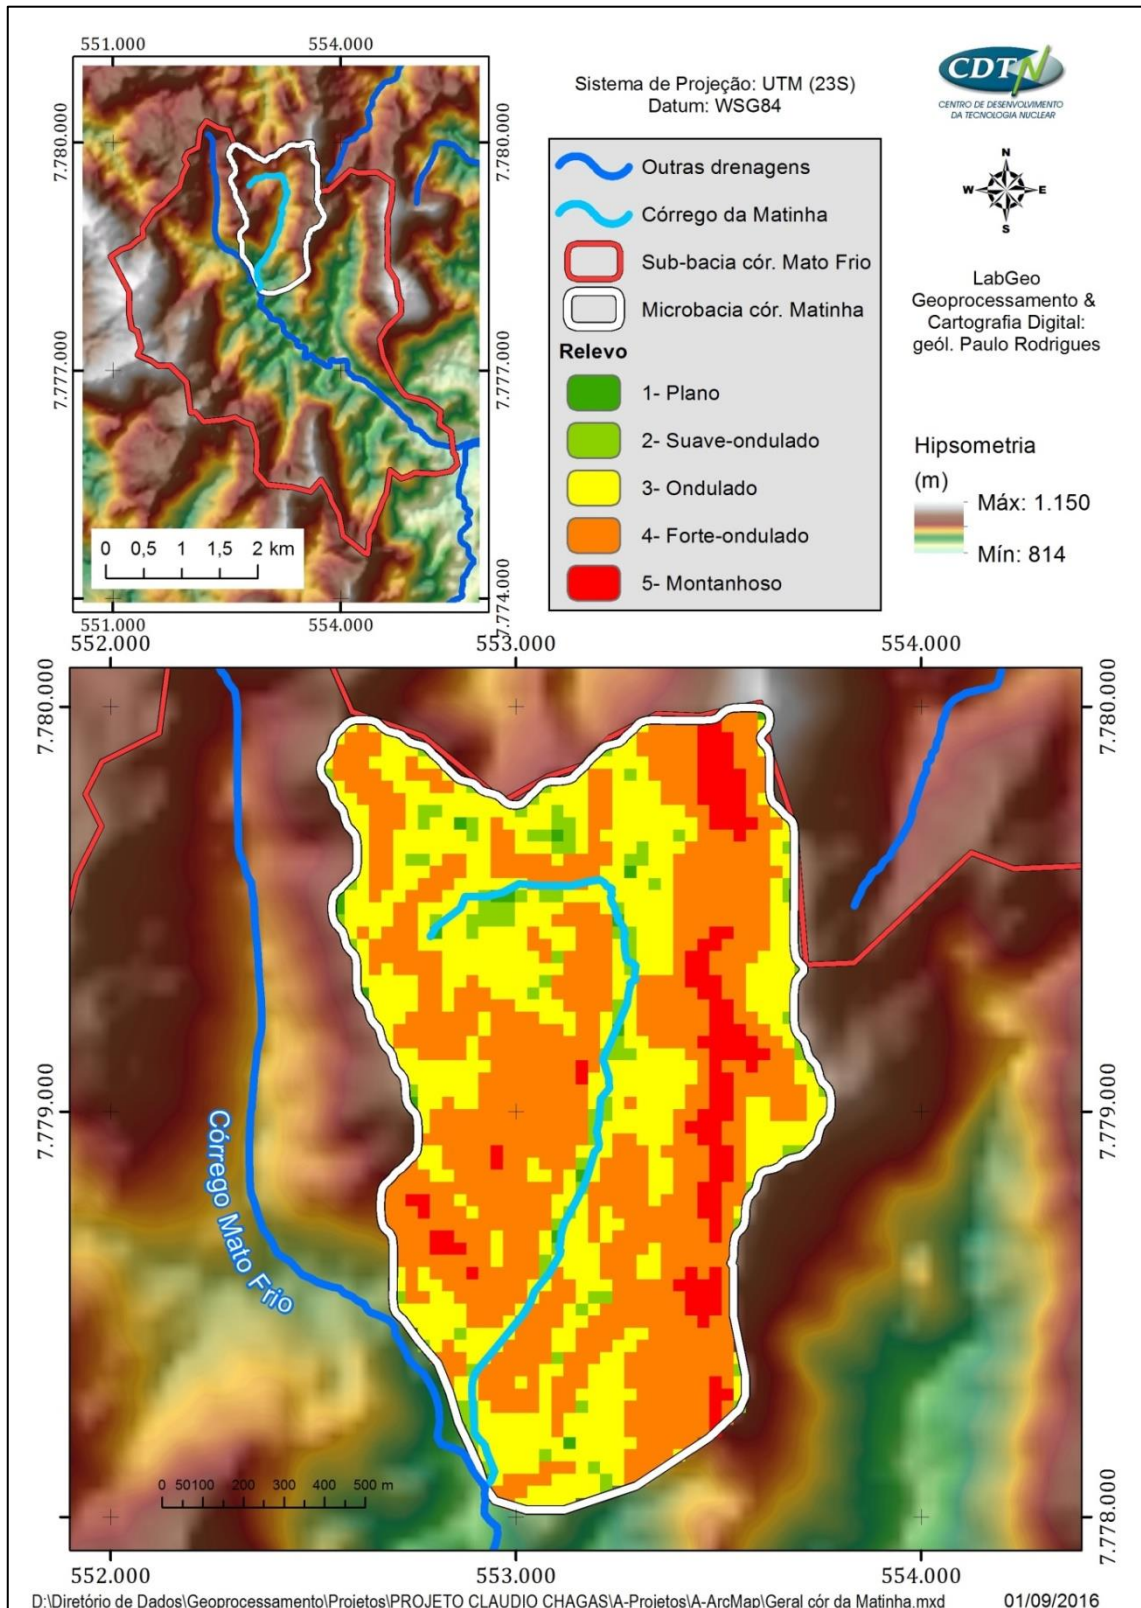 551.000
554.000
7.780.000
7.777.000
7.774.000
7.780.000
7.777.000
0 0,5 1 1,5 2 km
551.000
554.000
Sistema de Projeção: UTM (23S)
Datum: WSG84
Outras drenagens
Córrego da Matinha
Sub-bacia cór. Mato Frio
Microbacia cór. Matinha
Relevo
1- Plano
2- Suave-ondulado
3- Ondulado
4- Forte-ondulado
5- Montanhoso
CDTN
CENTRO DE DESENVOLVIMENTO
DA TECNOLOGIA NUCLEAR
N
W
E
S
LabGeo
Geoprocessamento &
Cartografia Digital:
geól. Paulo Rodrigues
Hipsometria
(m)
Máx: 1.150
Mín: 814
552.000
553.000
554.000
7.780.000
7.779.000
7.780.000
7.779.000
7.778.000
Córrego Mato Frio
0 50100 200 300 400 500 m
552.000
553.000
554.000
D:\Diretório de Dados\Geoprocessamento\Projetos\PROJETO CLAUDIO CHAGAS\A-Projetos\A-ArcMap\Geral cór da Matinha.mxd
01/09/2016